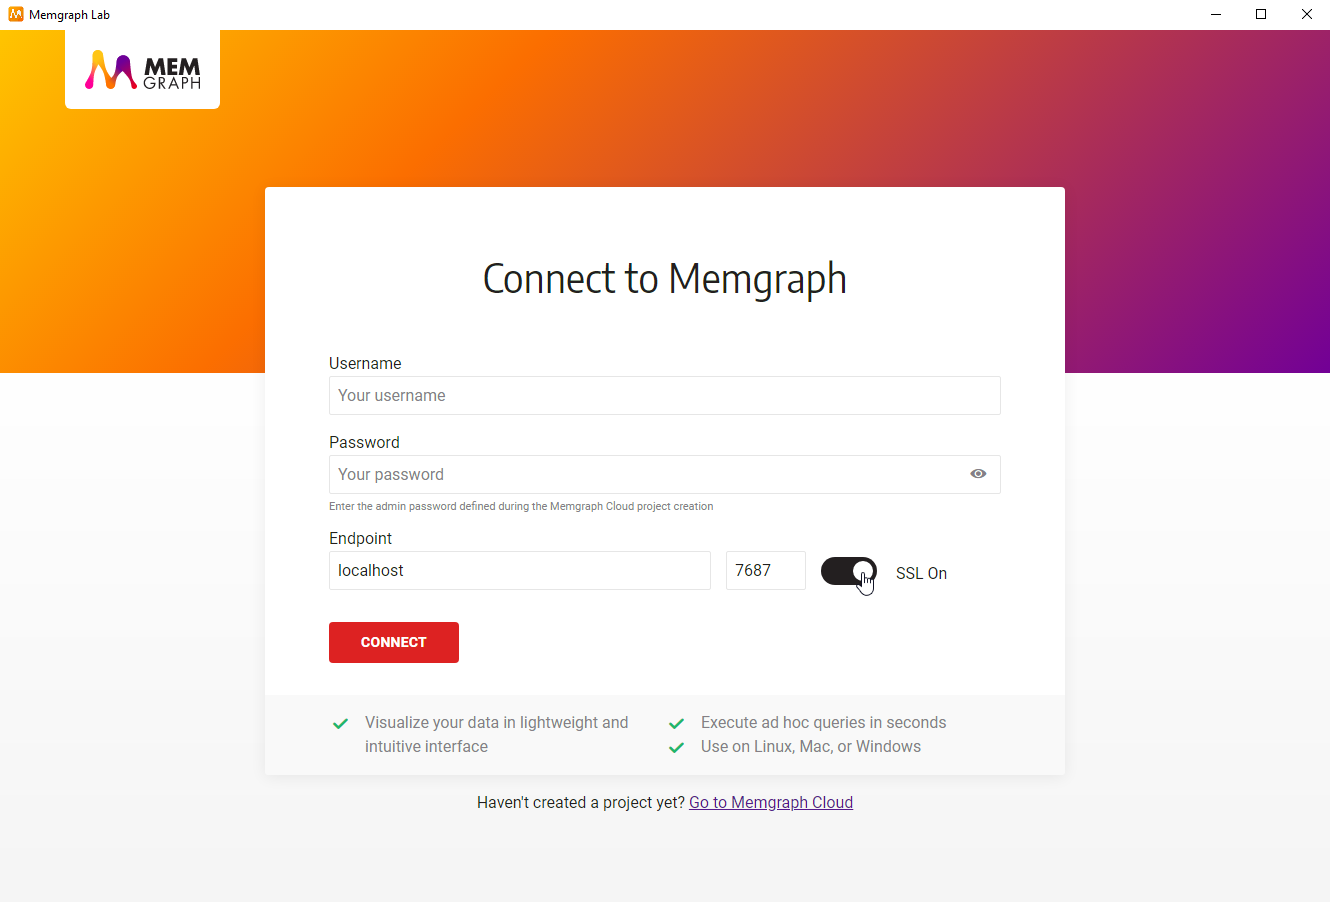 Memgraph Lab
MEM
GRAPH
Connect to Memgraph
Username
Your username
Password
Your password
Enter the admin password defined during the Memgraph Cloud project creation
Endpoint
localhost 7687 SSL On
CONNECT
Visualize your data in lightweight and
intuitive interface
Execute ad hoc queries in seconds
Use on Linux, Mac, or Windows
Haven't created a project yet? Go to Memgraph Cloud